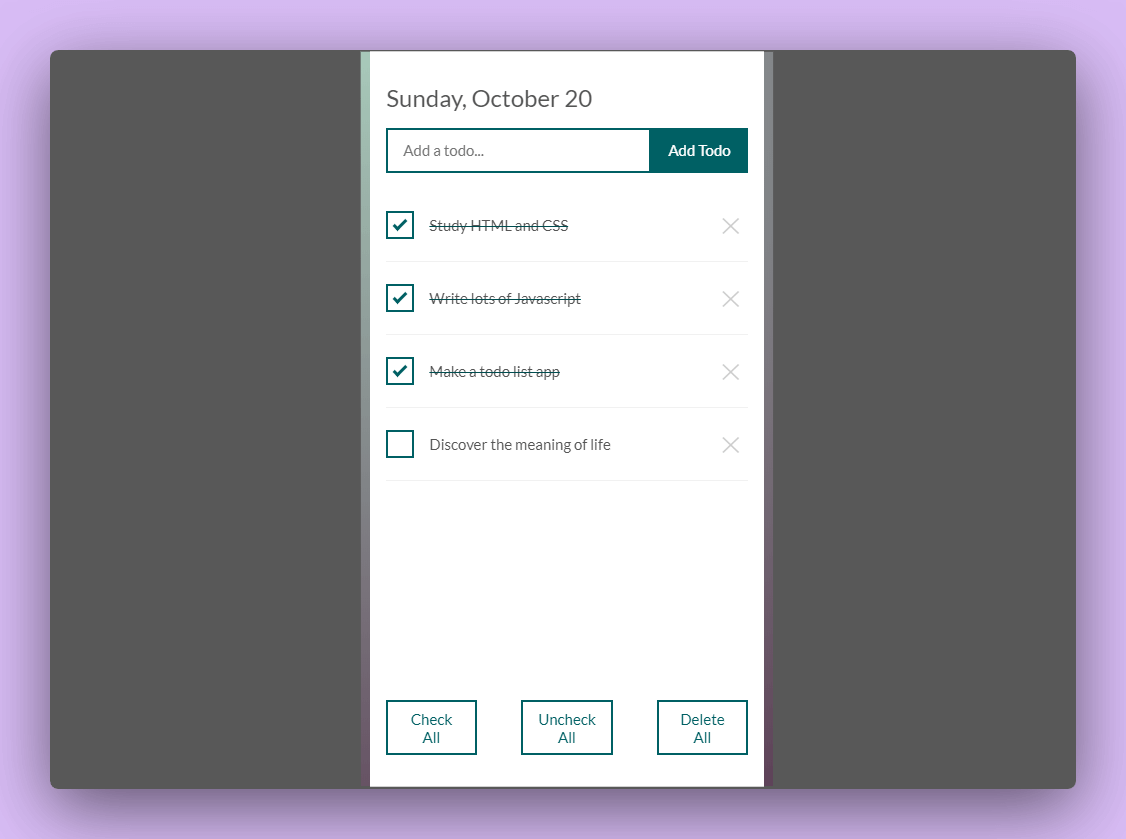 Sunday, October 20
Add a todo...
Add Todo
Study HTML and CSS
Write lots of Javascript
Make a todo list app
Discover the meaning of life
Check
All
Uncheck
All
Delete
All